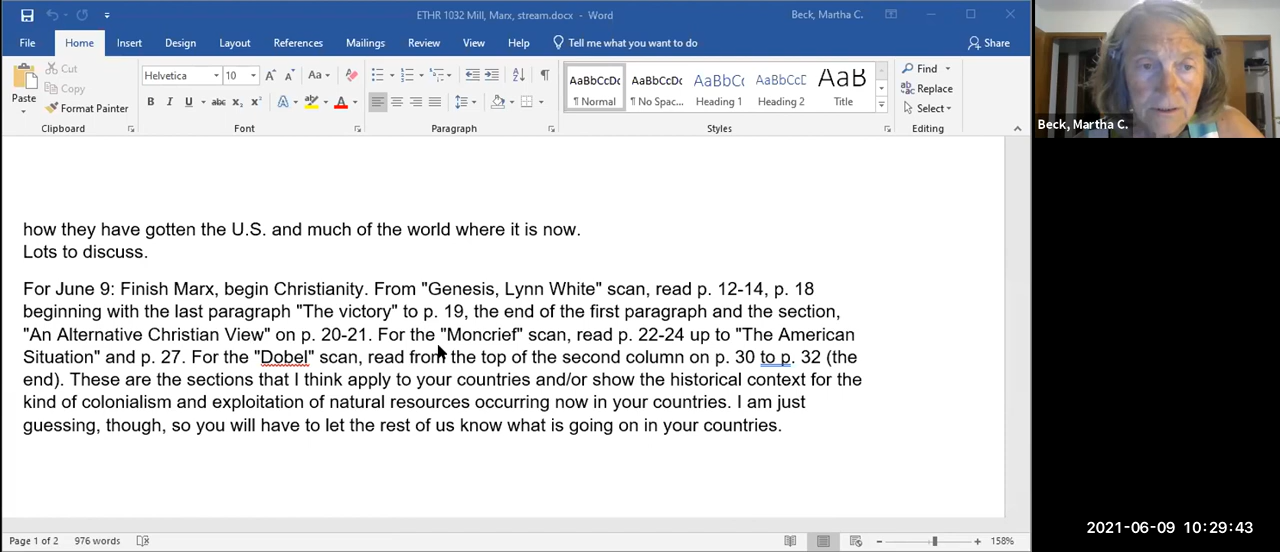 ETHR 1032 Mill, Marx, stream.docx - Word
Beck, Martha C.
File Home Insert Design Layout References Mailings Review View Help Tell me what you want to do Share
Paste
Cut
Copy
Format Painter
Clipboard
Helvetica 10
A A Aa A
B I U abc X₂ X² A A
Font
Paragraph
AaBbCcDc AaBbCcDc AaBbCc AaBbCcD AaB
¶ Normal ¶ No Spac... Heading 1 Heading 2 Title
Styles
Find
Replace
Select
Editing
Beck, Martha C.
how they have gotten the U.S. and much of the world where it is now.
Lots to discuss.
For June 9: Finish Marx, begin Christianity. From "Genesis, Lynn White" scan, read p. 12-14, p. 18
beginning with the last paragraph "The victory" to p. 19, the end of the first paragraph and the section,
"An Alternative Christian View" on p. 20-21. For the "Moncrief" scan, read p. 22-24 up to "The American
Situation" and p. 27. For the "Dobel" scan, read from the top of the second column on p. 30 to p. 32 (the
end). These are the sections that I think apply to your countries and/or show the historical context for the
kind of colonialism and exploitation of natural resources occurring now in your countries. I am just
guessing, though, so you will have to let the rest of us know what is going on in your countries.
2021-06-09 10:29:43
Page 1 of 2 976 words
158%